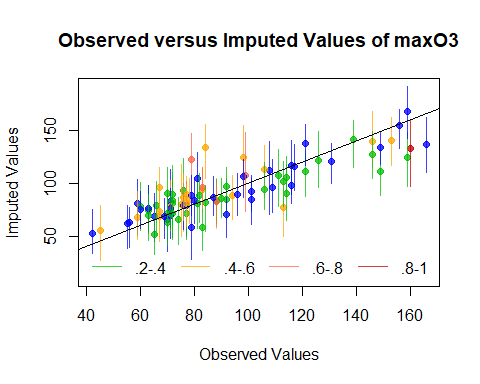 Observed versus Imputed Values of maxO3
Imputed Values
150
100
50
.2-.4 .4-.6 .6-.8 .8-1
40 60 80 100 120 140 160
Observed Values